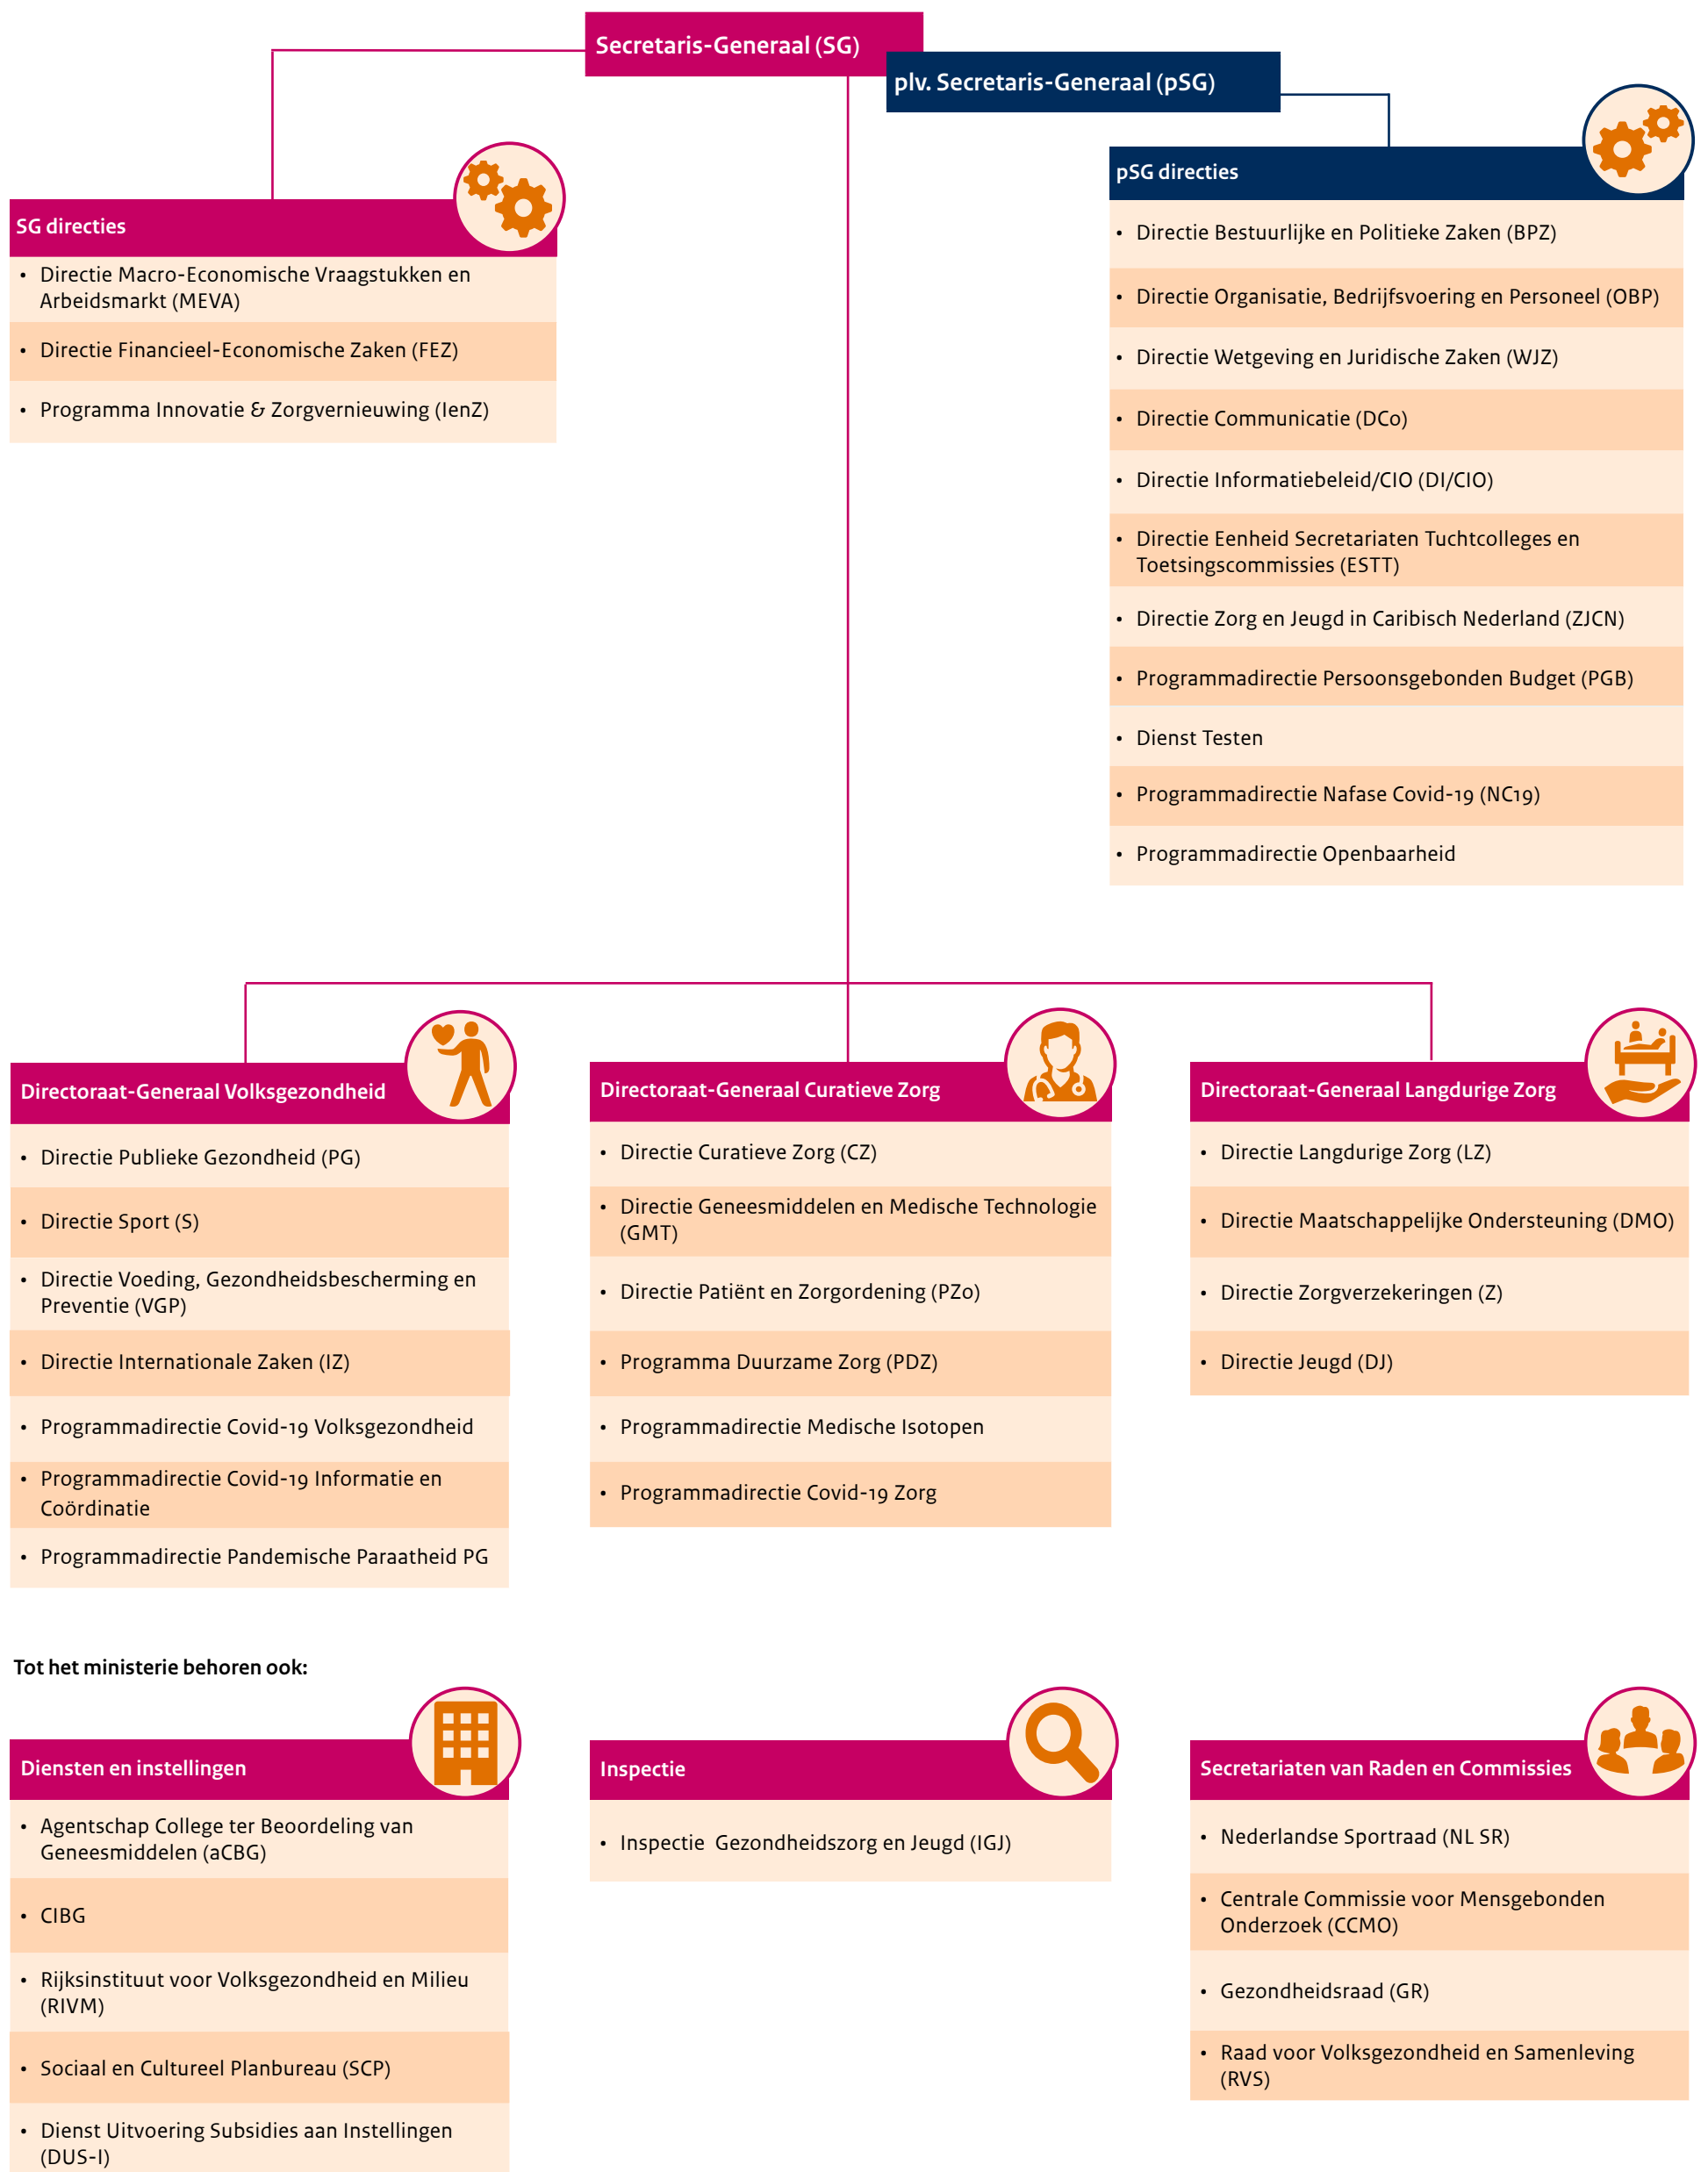 Secretaris-Generaal (SG)
plv. Secretaris-Generaal (pSG)
SG directies
• Directie Macro-Economische Vraagstukken en
Arbeidsmarkt (MEVA)
• Directie Financieel-Economische Zaken (FEZ)
• Programma Innovatie & Zorgvernieuwing (IenZ)
pSG directies
• Directie Bestuurlijke en Politieke Zaken (BPZ)
• Directie Organisatie, Bedrijfsvoering en Personeel (OBP)
• Directie Wetgeving en Juridische Zaken (WJZ)
• Directie Communicatie (DCo)
• Directie Informatiebeleid/CIO (DI/CIO)
• Directie Eenheid Secretariaten Tuchtcolleges en
Toetsingscommissies (ESTT)
• Directie Zorg en Jeugd in Caribisch Nederland (ZJCN)
• Programmadirectie Persoonsgebonden Budget (PGB)
• Dienst Testen
• Programmadirectie Nafase Covid-19 (NC19)
• Programmadirectie Openbaarheid
Directoraat-Generaal Volksgezondheid
• Directie Publieke Gezondheid (PG)
• Directie Sport (S)
• Directie Voeding, Gezondheidsbescherming en
Preventie (VGP)
• Directie Internationale Zaken (IZ)
• Programmadirectie Covid-19 Volksgezondheid
• Programmadirectie Covid-19 Informatie en
Coördinatie
• Programmadirectie Pandemische Paraatheid PG
Directoraat-Generaal Curatieve Zorg
• Directie Curatieve Zorg (CZ)
• Directie Geneesmiddelen en Medische Technologie
(GMT)
• Directie Patiënt en Zorgordening (PZo)
• Programma Duurzame Zorg (PDZ)
• Programmadirectie Medische Isotopen
• Programmadirectie Covid-19 Zorg
Directoraat-Generaal Langdurige Zorg
• Directie Langdurige Zorg (LZ)
• Directie Maatschappelijke Ondersteuning (DMO)
• Directie Zorgverzekeringen (Z)
• Directie Jeugd (DJ)
Tot het ministerie behoren ook:
Diensten en instellingen
• Agentschap College ter Beoordeling van
Geneesmiddelen (aCBG)
• CIBG
• Rijksinstituut voor Volksgezondheid en Milieu
(RIVM)
• Sociaal en Cultureel Planbureau (SCP)
• Dienst Uitvoering Subsidies aan Instellingen
(DUS-I)
Inspectie
• Inspectie Gezondheidszorg en Jeugd (IGJ)
Secretariaten van Raden en Commissies
• Nederlandse Sportraad (NL SR)
• Centrale Commissie voor Mensgebonden
Onderzoek (CCMO)
• Gezondheidsraad (GR)
• Raad voor Volksgezondheid en Samenleving
(RVS)